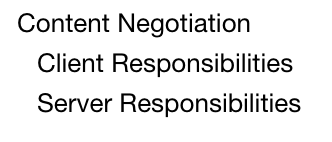 Content Negotiation
Client Responsibilities
Server Responsibilities